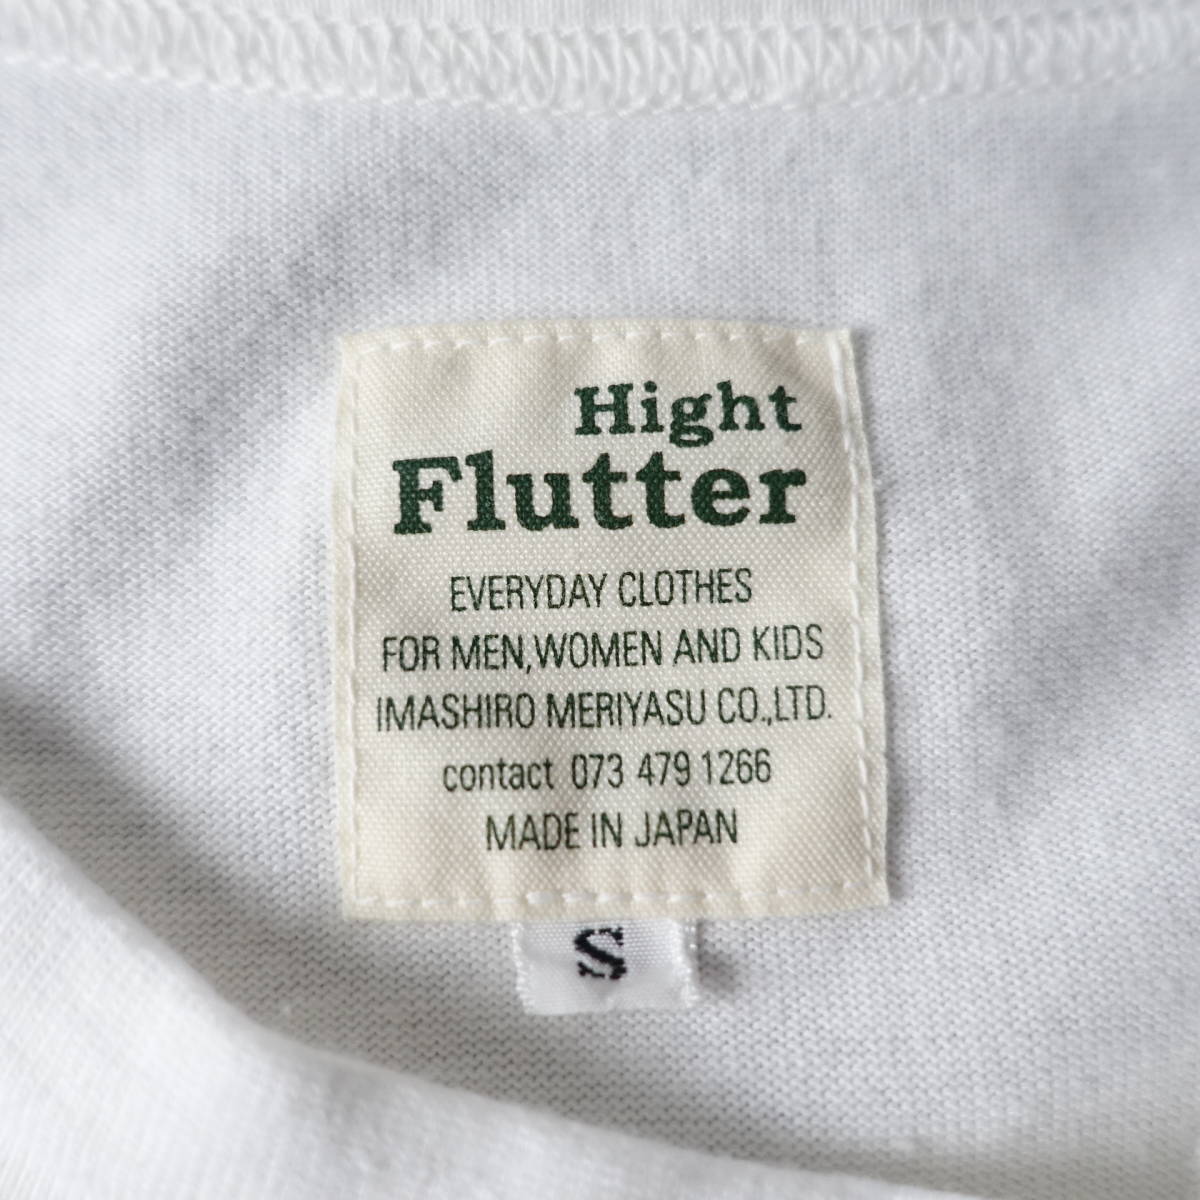 Hight
Flutter
EVERYDAY CLOTHES
FOR MEN,WOMEN AND KIDS
IMASHIRO MERIYASU CO.,LTD.
contact 073 479 1266
MADE IN JAPAN
S